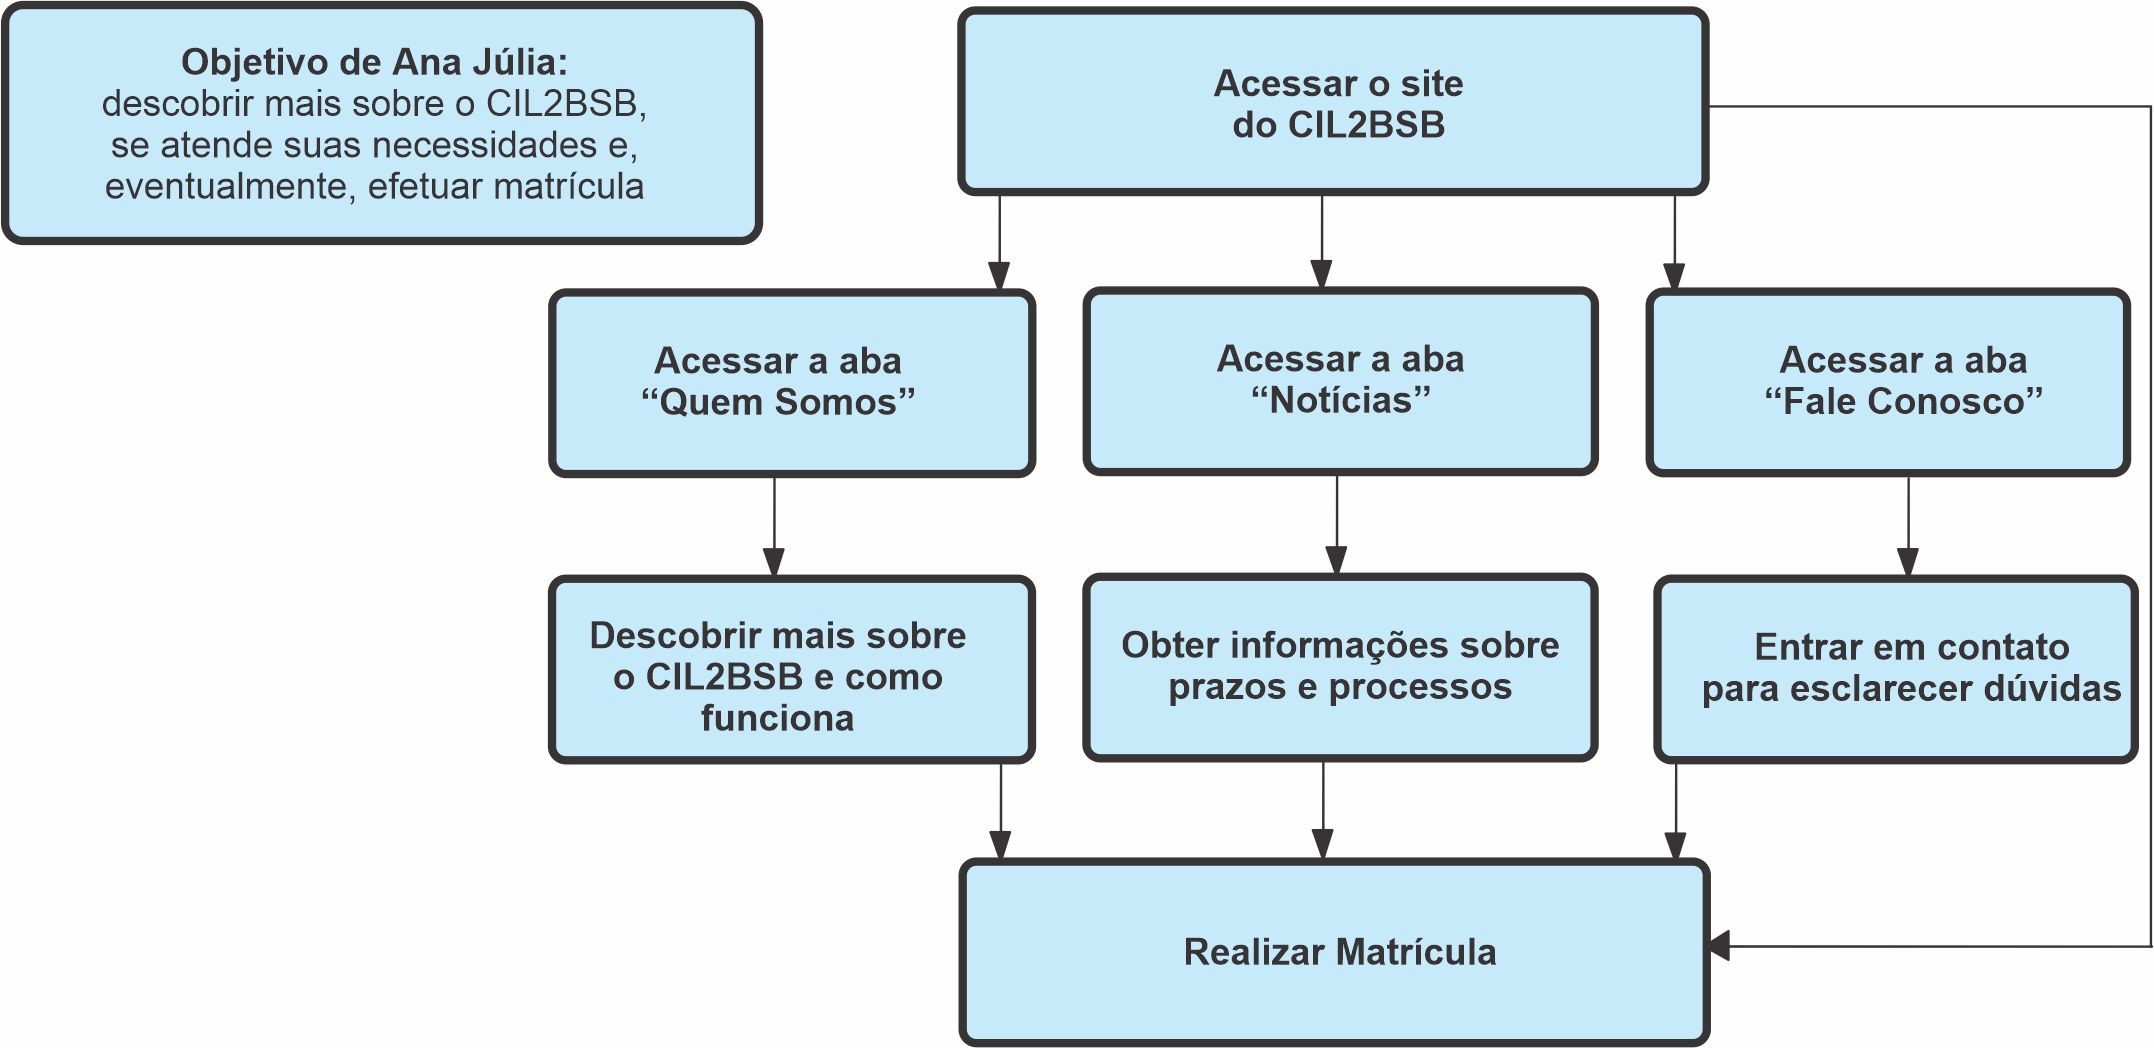 Objetivo de Ana Júlia:
descobrir mais sobre o CIL2BSB,
se atende suas necessidades e,
eventualmente, efetuar matrícula
Acessar o site
do CIL2BSB
Acessar a aba
“Quem Somos”
Acessar a aba
“Notícias”
Acessar a aba
“Fale Conosco”
Descobrir mais sobre
o CIL2BSB e como
funciona
Obter informações sobre
prazos e processos
Entrar em contato
para esclarecer dúvidas
Realizar Matrícula